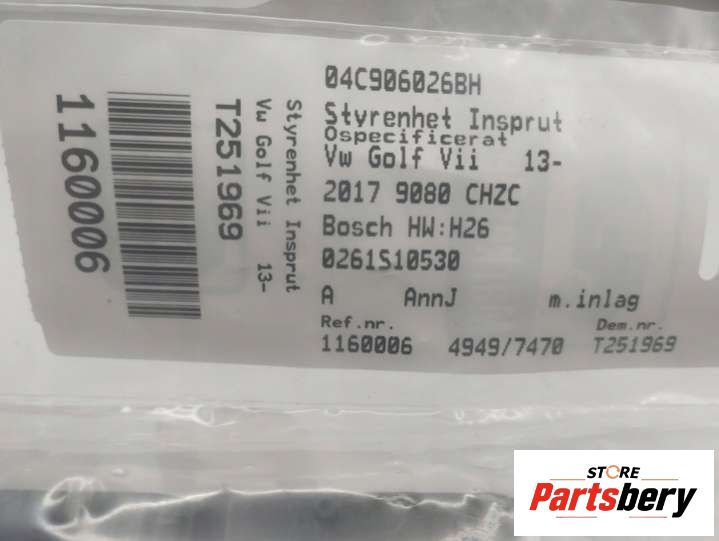 04C906026BH
Styrenhet Insprut
Ospecificerat
Vw Golf Vii 13-
2017 9080 CHZC
Bosch HW:H26
0261S10530
A AnnJ m.inlag
Ref.nr. Dem.nr.
1160006 4949/7470 T251969
Styrenhet Insprut
Vw Golf Vii 13-
T251969
1160006
STORE
Partsbery